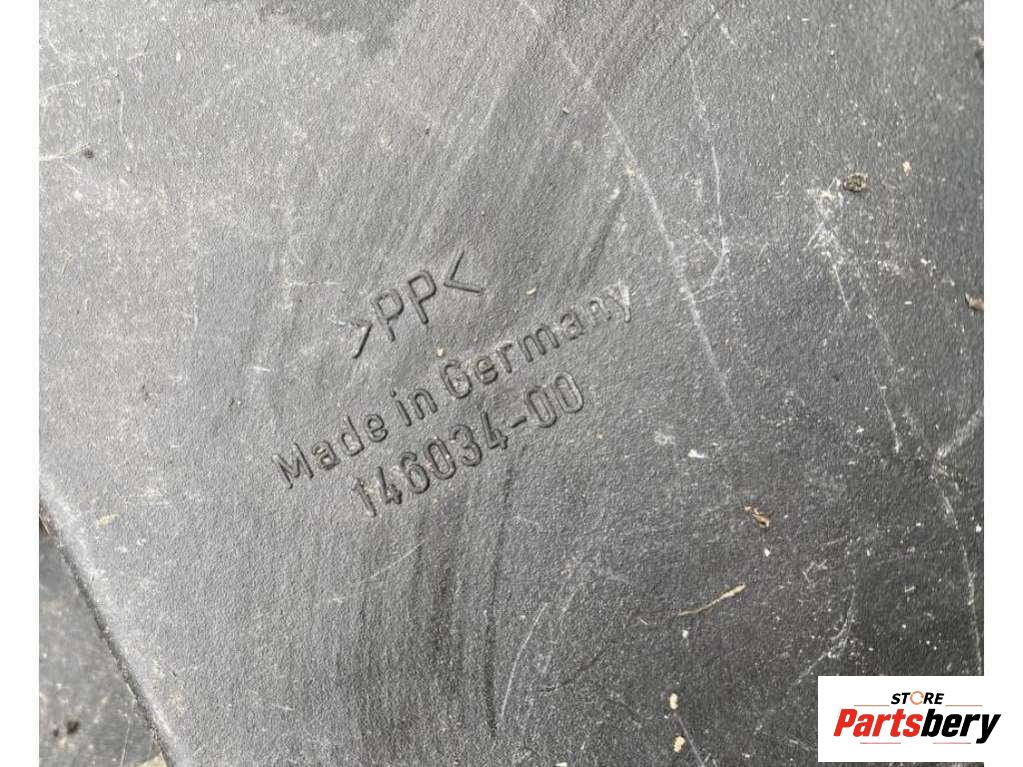 >PP<
Made in Germany
146034-00
STORE
Partsbery